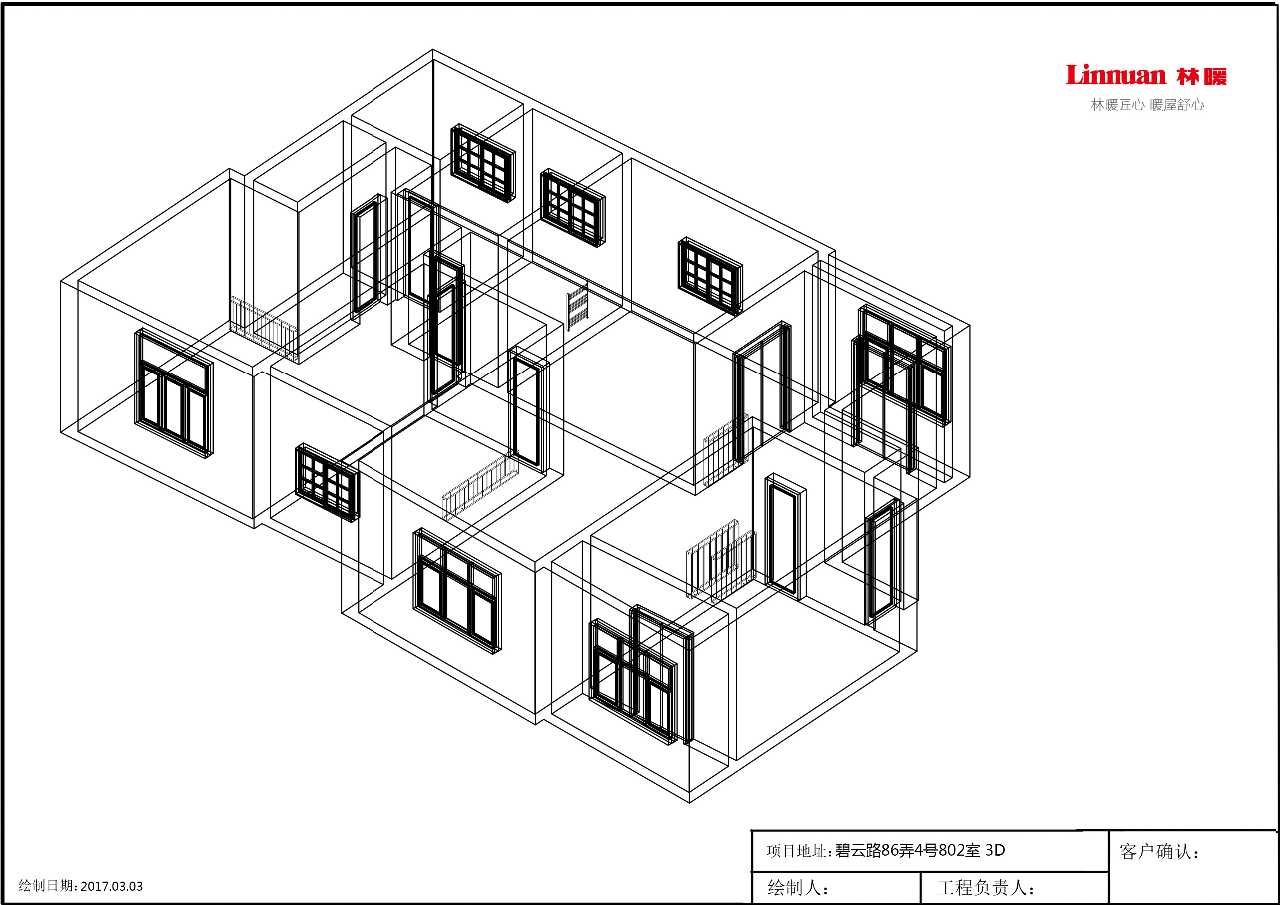 Linnuan 林暖
林暖匠心 暖屋舒心
项目地址：碧云路86弄4号802室 3D
客户确认：
绘制人：
工程负责人：
绘制日期：2017.03.03